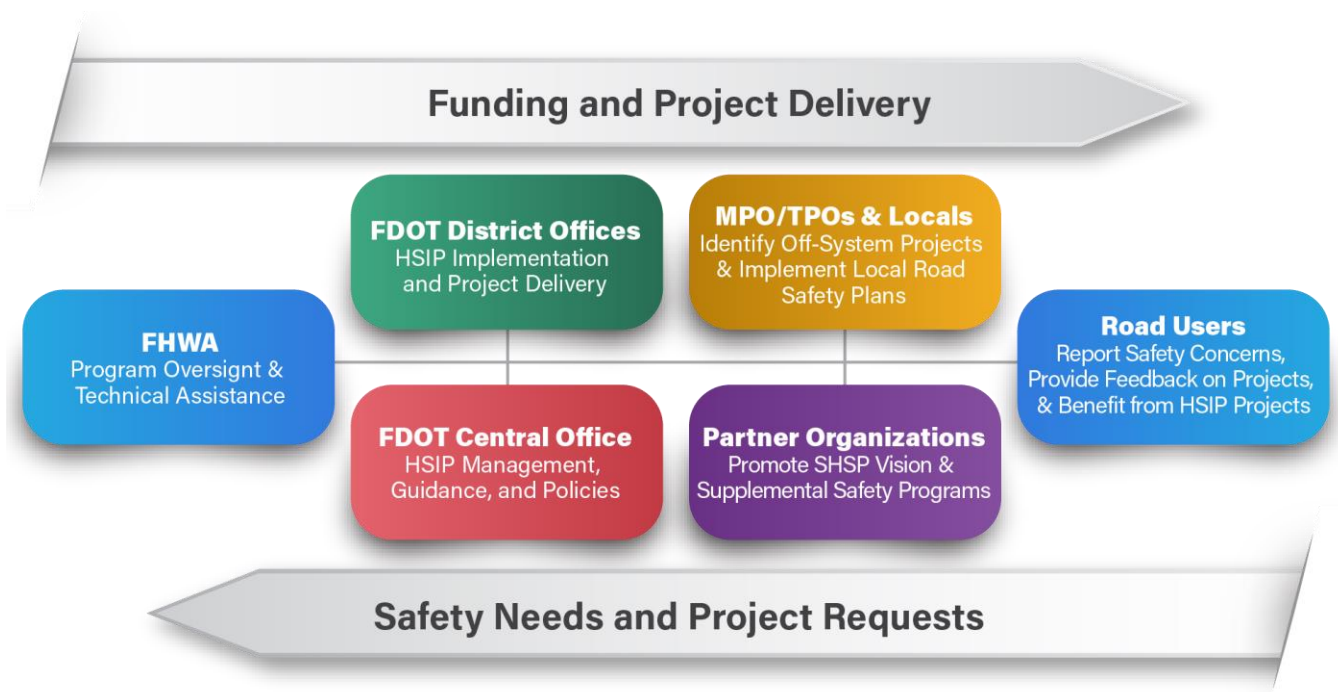 Funding and Project Delivery
FDOT District Offices
HSIP Implementation
and Project Delivery
MPO/TPOs & Locals
Identify Off-System Projects
& Implement Local Road
Safety Plans
FHWA
Program Oversignt &
Technical Assistance
Road Users
Report Safety Concerns,
Provide Feedback on Projects,
& Benefit from HSIP Projects
FDOT Central Office
HSIP Management,
Guidance, and Policies
Partner Organizations
Promote SHSP Vision &
Supplemental Safety Programs
Safety Needs and Project Requests